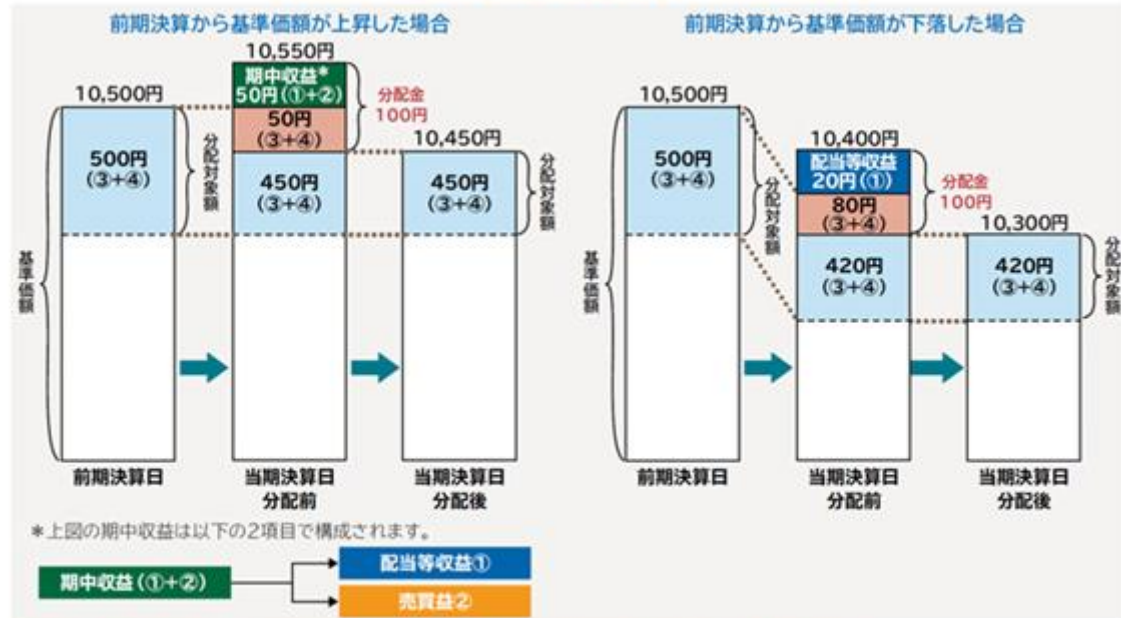 前期決算から基準価額が上昇した場合
10,550円
期中収益*
50円(①+②)
分配金
100円
10,500円
50円
(③+④)
10,450円
500円
(③+④)
分配対象額
450円
(③+④)
450円
(③+④)
分配対象額
基準価額
前期決算日
当期決算日
分配前
当期決算日
分配後
前期決算から基準価額が下落した場合
10,500円
10,400円
500円
(③+④)
分配対象額
配当等収益
20円(①)
分配金
100円
80円
(③+④)
10,300円
420円
(③+④)
420円
(③+④)
分配対象額
基準価額
前期決算日
当期決算日
分配前
当期決算日
分配後
*上図の期中収益は以下の2項目で構成されます。
期中収益(①+②)
配当等収益①
売買益②